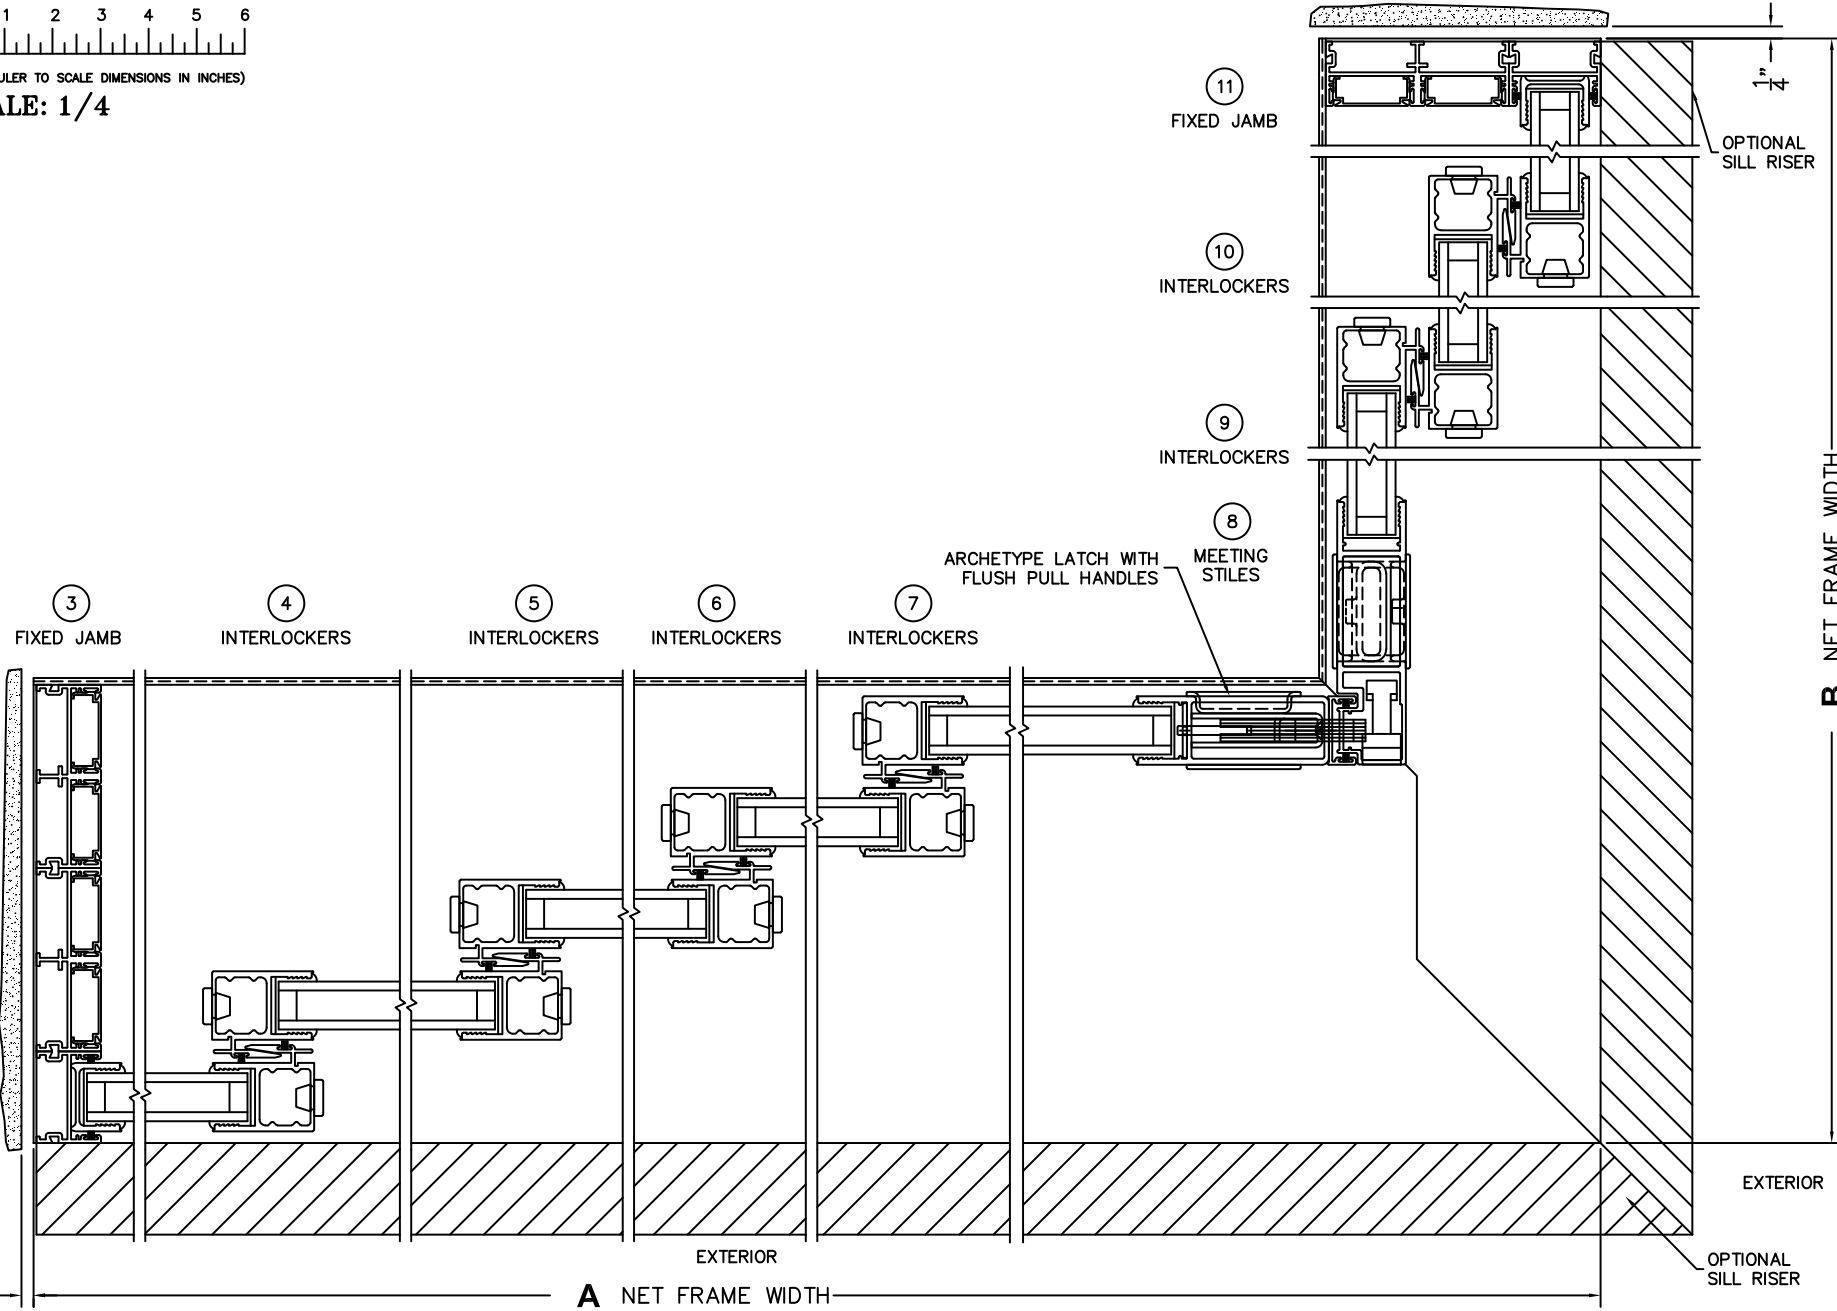 1 2 3 4 5 6
ULER TO SCALE DIMENSIONS IN INCHES)
ALE: 1/4
11
FIXED JAMB
1"
4
OPTIONAL
SILL RISER
10
INTERLOCKERS
9
INTERLOCKERS
8
MEETING
STILES
ARCHETYPE LATCH WITH
FLUSH PULL HANDLES
3
FIXED JAMB
4
INTERLOCKERS
5
INTERLOCKERS
6
INTERLOCKERS
7
INTERLOCKERS
B NET FRAME WIDTH
EXTERIOR
EXTERIOR
OPTIONAL
SILL RISER
A NET FRAME WIDTH